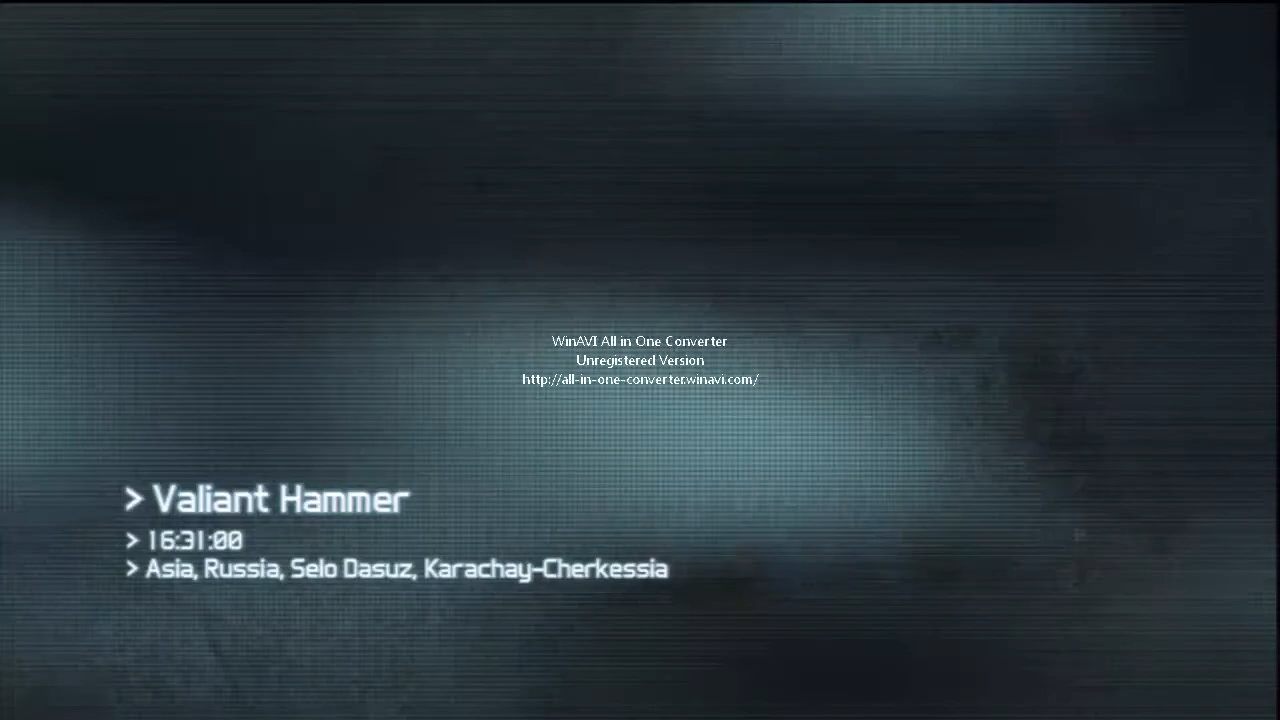 WinAVI All in One Converter
Unregistered Version
http://all-in-one-converter.winavi.com/
> Valiant Hammer
> 16:31:00
> Asia, Russia, Selo Dasuz, Karachay-Cherkessia